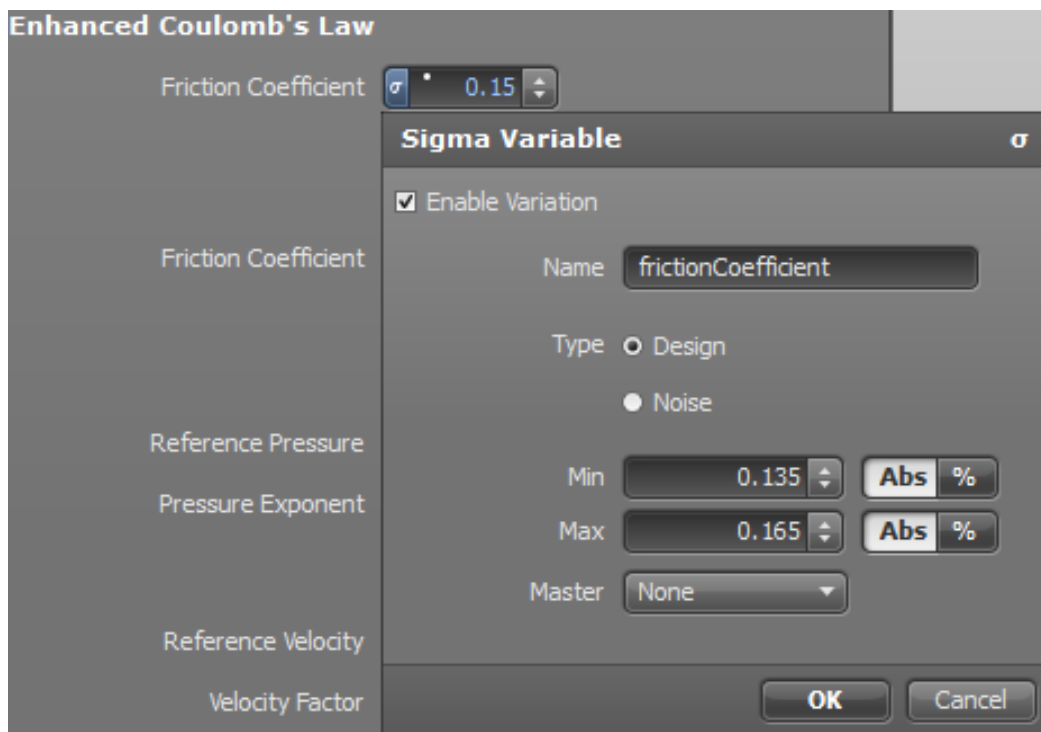 Enhanced Coulomb's Law
Friction Coefficient σ 0.15
Sigma Variable σ
Enable Variation
Friction Coefficient
Name frictionCoefficient
Type Design
Noise
Reference Pressure
Min 0.135 Abs %
Pressure Exponent
Max 0.165 Abs %
Master None
Reference Velocity
Velocity Factor
OK Cancel